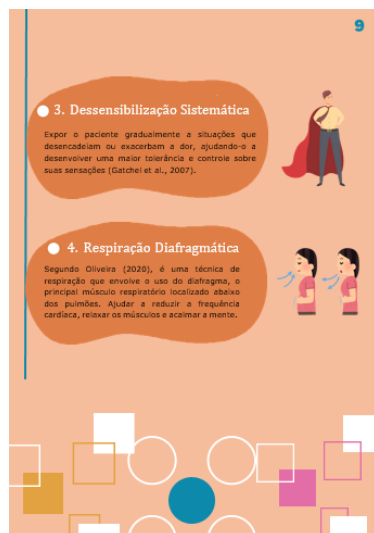 9
3. Dessensibilização Sistemática
Expor o paciente gradualmente a situações que
desencadeiam ou exacerbam a dor, ajudando-o a
desenvolver uma maior tolerância e controle sobre
suas sensações (Gatchel et al., 2007).
4. Respiração Diafragmática
Segundo Oliveira (2020), é uma técnica de
respiração que envolve o uso do diafragma, o
principal músculo respiratório localizado abaixo
dos pulmões. Ajudar a reduzir a frequência
cardíaca, relaxar os músculos e acalmar a mente.